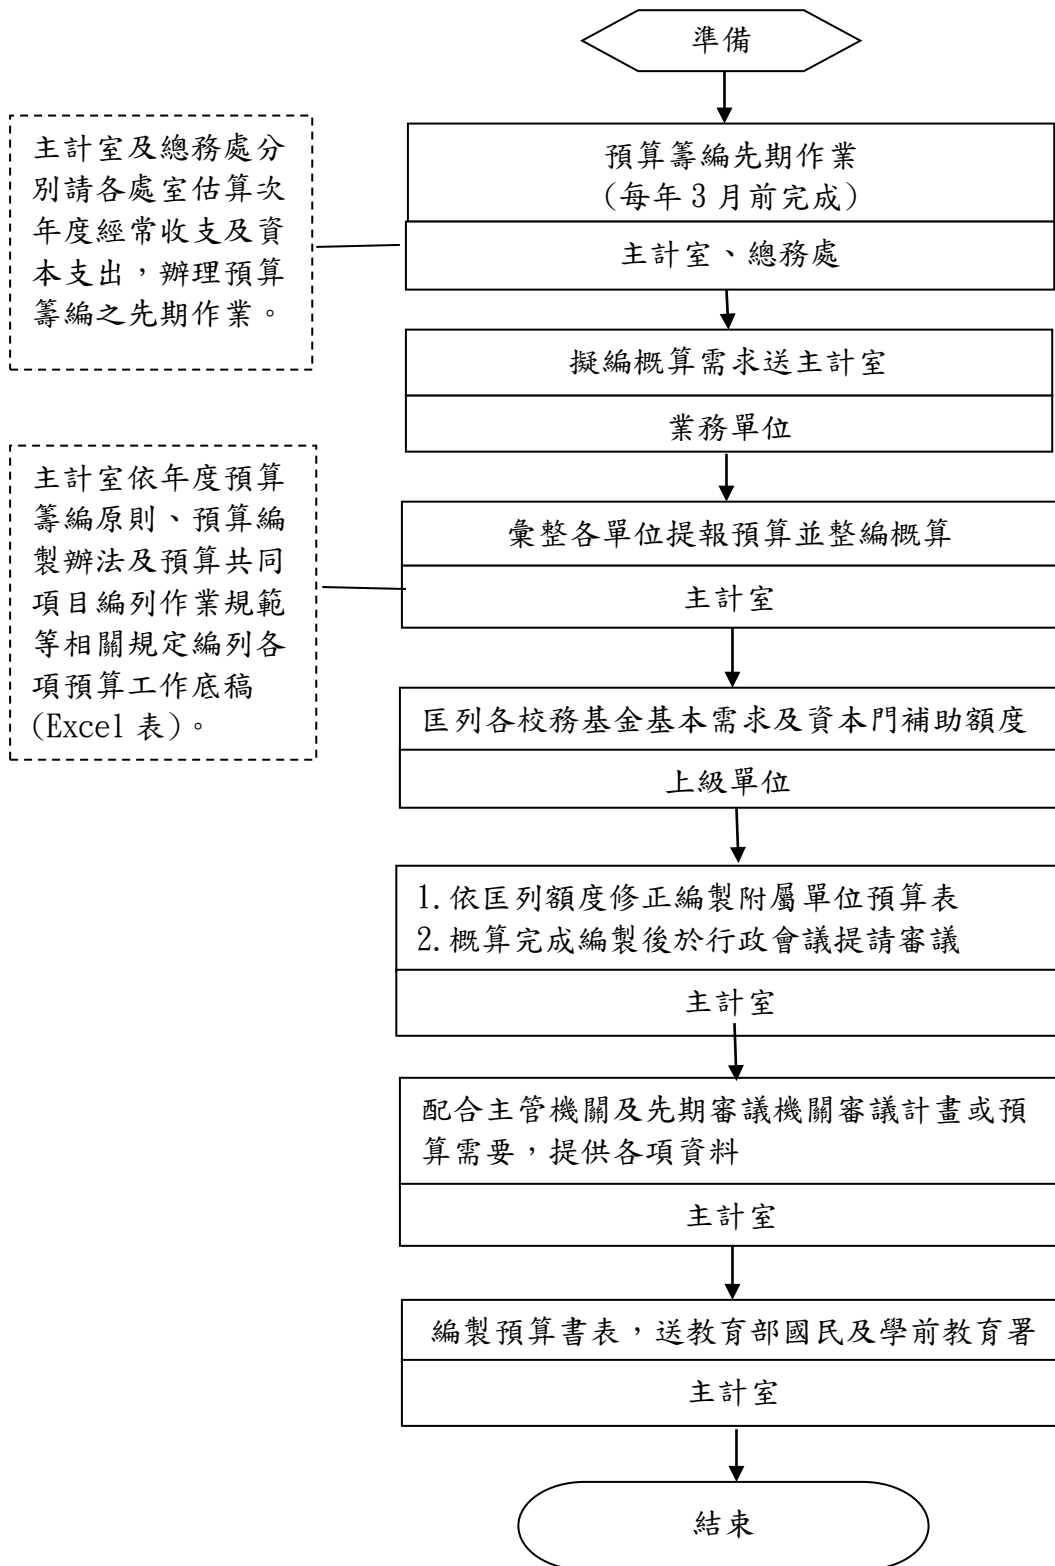 準備
主計室及總務處分
別請各處室估算次
年度經常收支及資
本支出，辦理預算
籌編之先期作業。
預算籌編先期作業
(每年 3 月前完成)
主計室、總務處
擬編概算需求送主計室
業務單位
主計室依年度預算
籌編原則、預算編
製辦法及預算共同
項目編列作業規範
等相關規定編列各
項預算工作底稿
(Excel 表)。
彙整各單位提報預算並整編概算
主計室
匡列各校務基金基本需求及資本門補助額度
上級單位
1.依匡列額度修正編製附屬單位預算表
2.概算完成編製後於行政會議提請審議
主計室
配合主管機關及先期審議機關審議計畫或預
算需要，提供各項資料
主計室
編製預算書表，送教育部國民及學前教育署
主計室
結束